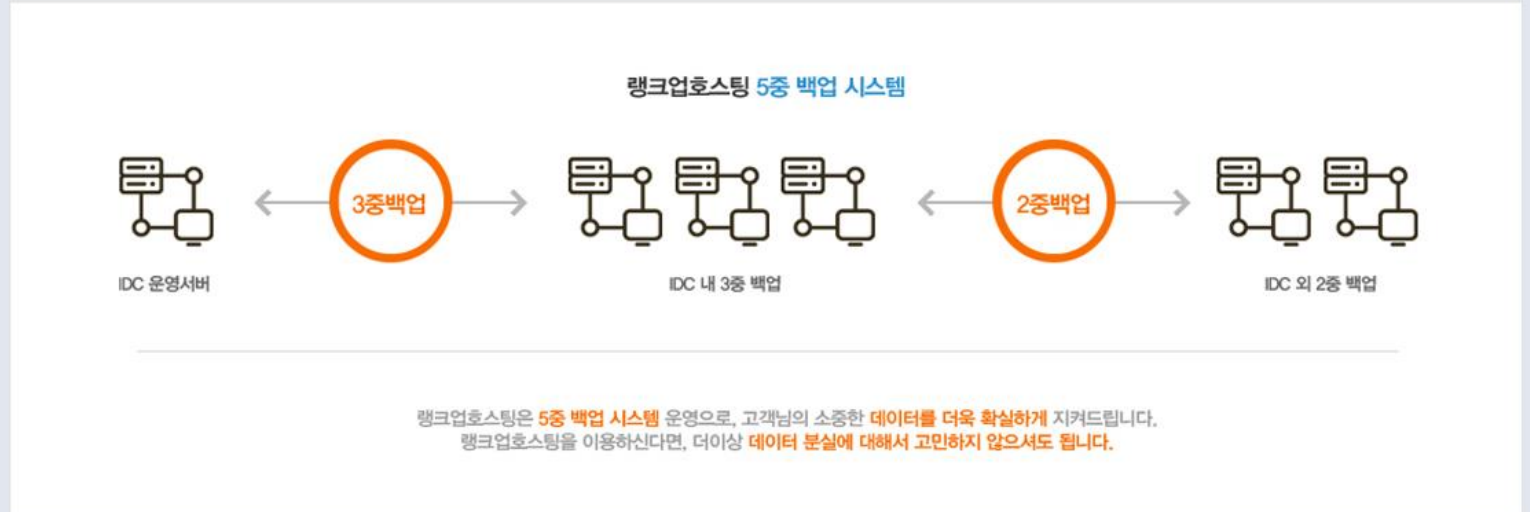 랭크업호스팅 5중 백업 시스템
3중백업
2중백업
IDC 운영서버
IDC 내 3중 백업
IDC 외 2중 백업
랭크업호스팅은 5중 백업 시스템 운영으로, 고객님의 소중한 데이터를 더욱 확실하게 지켜드립니다.
랭크업호스팅을 이용하신다면, 더이상 데이터 분실에 대해서 고민하지 않으셔도 됩니다.